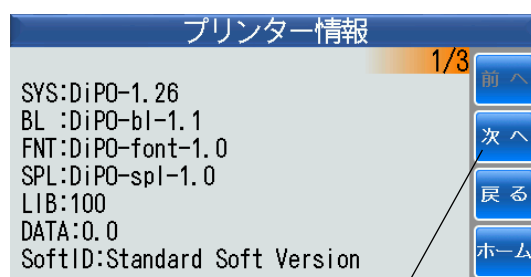 プリンター情報
1/3
前 へ
SYS:DiPO-1.26
BL :DiPO-bl-1.1
次 へ
FNT:DiPO-font-1.0
SPL:DiPO-spl-1.0
戻 る
LIB:100
DATA:0.0
ホーム
SoftID:Standard Soft Version